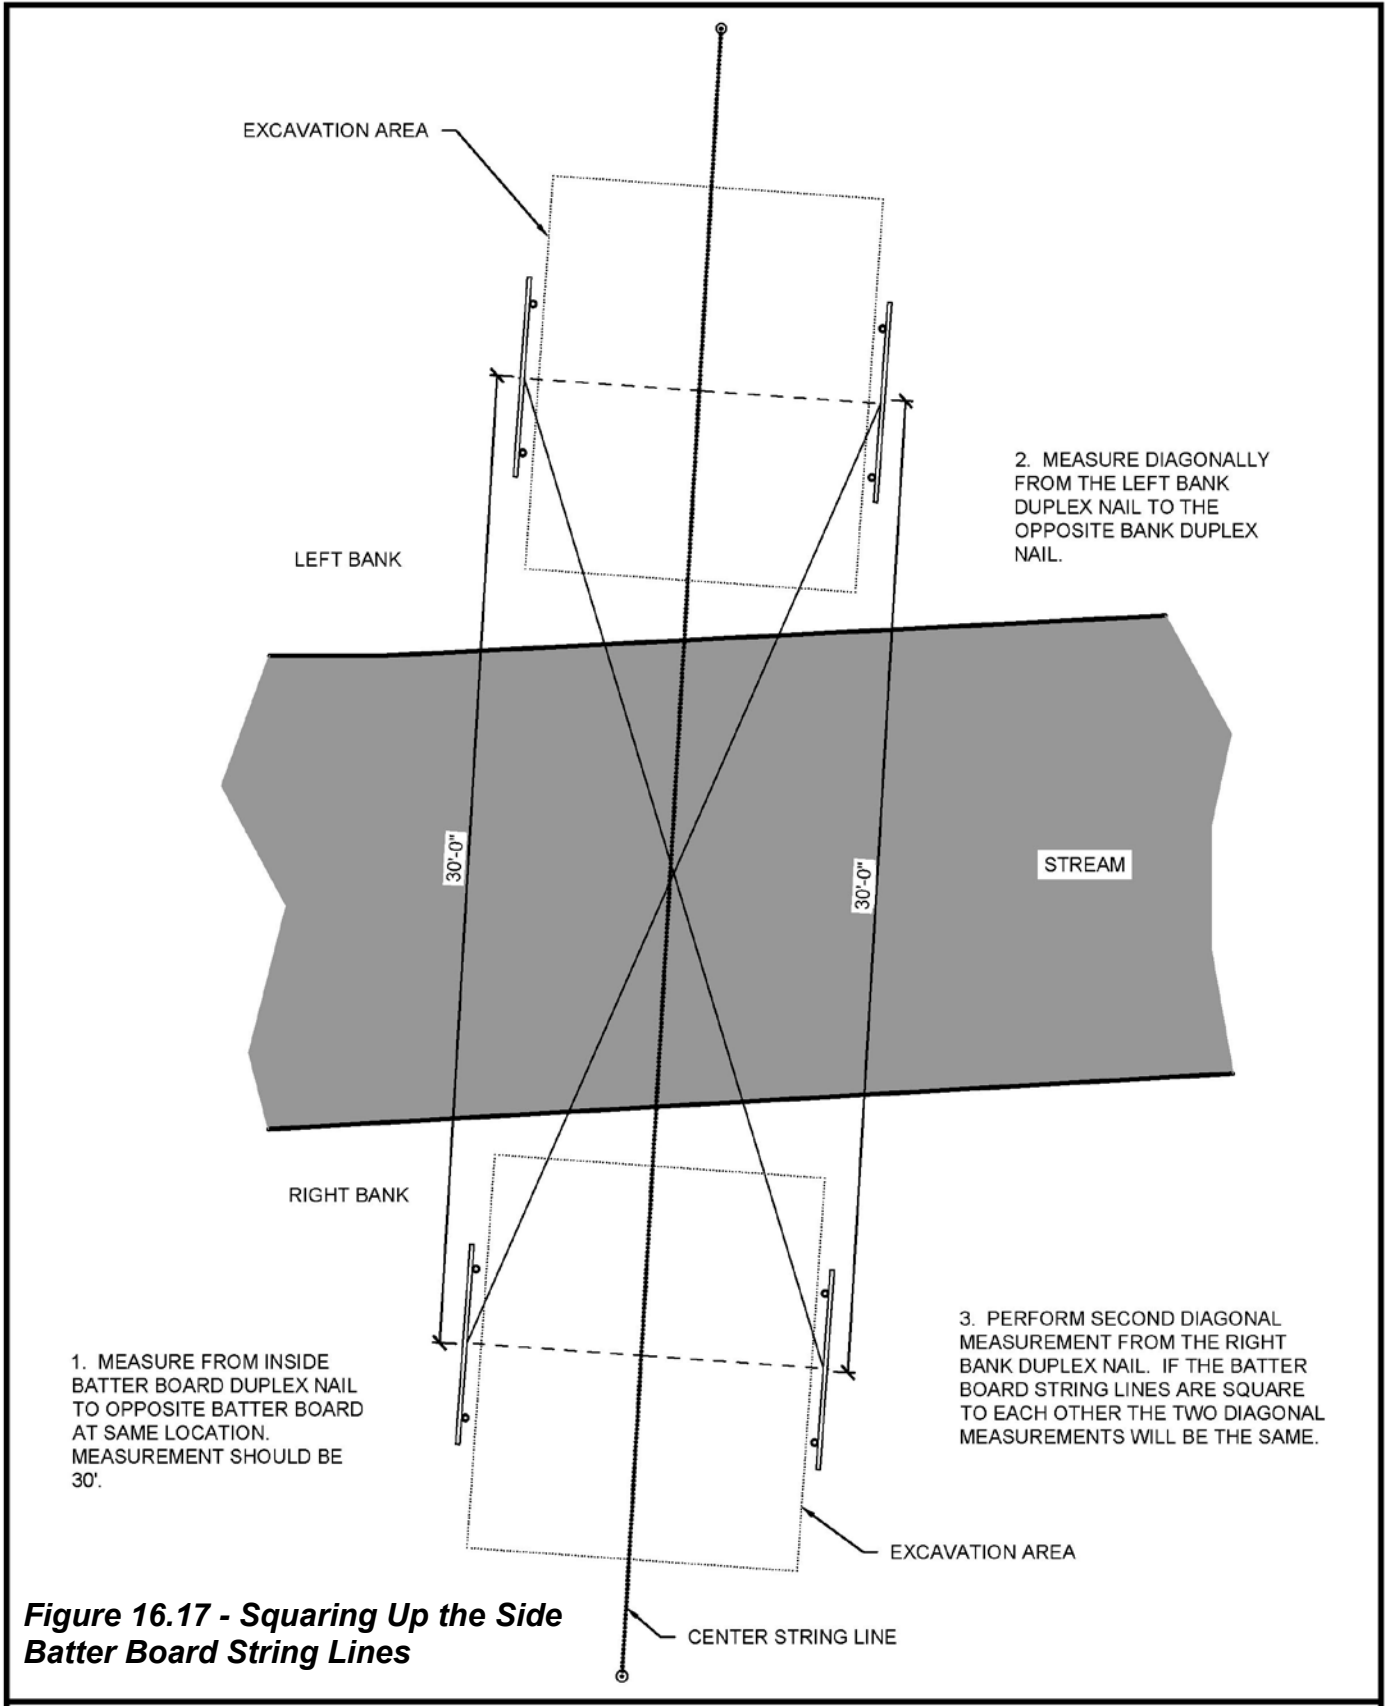 EXCAVATION AREA
2. MEASURE DIAGONALLY
FROM THE LEFT BANK
DUPLEX NAIL TO THE
OPPOSITE BANK DUPLEX
NAIL.
LEFT BANK
30'-0"
30'-0"
STREAM
RIGHT BANK
1. MEASURE FROM INSIDE
BATTER BOARD DUPLEX NAIL
TO OPPOSITE BATTER BOARD
AT SAME LOCATION.
MEASUREMENT SHOULD BE
30'.
3. PERFORM SECOND DIAGONAL
MEASUREMENT FROM THE RIGHT
BANK DUPLEX NAIL. IF THE BATTER
BOARD STRING LINES ARE SQUARE
TO EACH OTHER THE TWO DIAGONAL
MEASUREMENTS WILL BE THE SAME.
EXCAVATION AREA
Figure 16.17 - Squaring Up the Side
Batter Board String Lines
CENTER STRING LINE